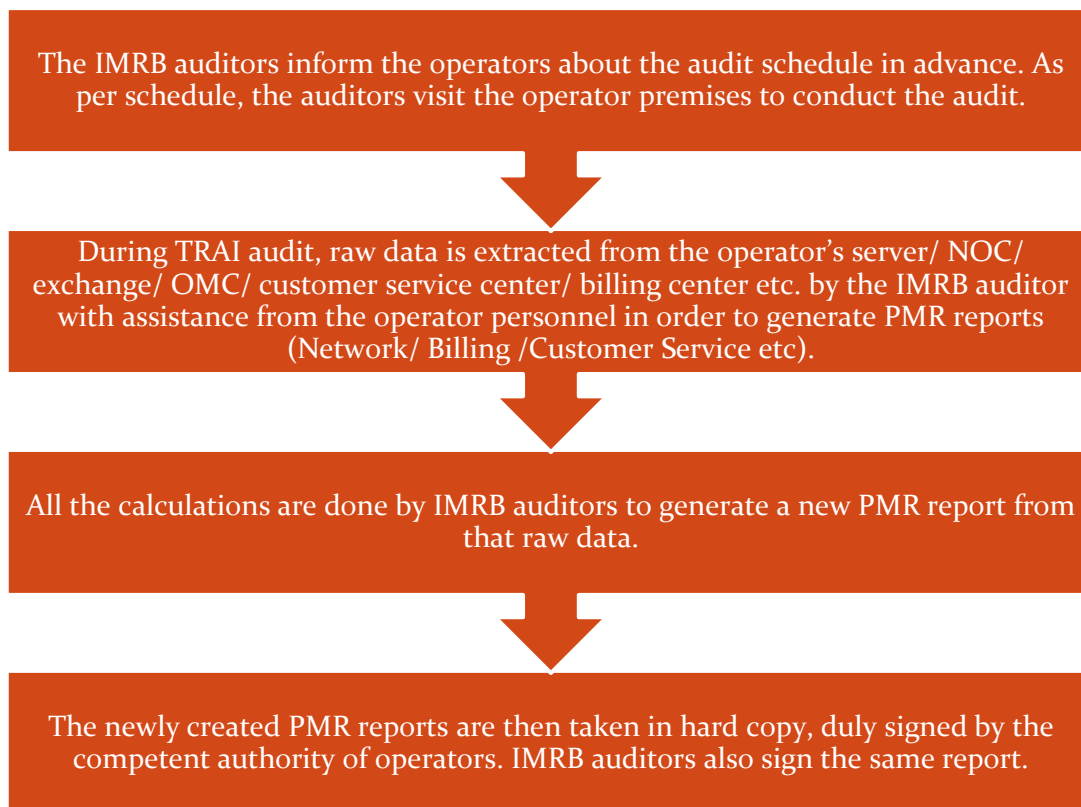 The IMRB auditors inform the operators about the audit schedule in advance. As
per schedule, the auditors visit the operator premises to conduct the audit.
During TRAI audit, raw data is extracted from the operator’s server/ NOC/
exchange/ OMC/ customer service center/ billing center etc. by the IMRB auditor
with assistance from the operator personnel in order to generate PMR reports
(Network/ Billing /Customer Service etc).
All the calculations are done by IMRB auditors to generate a new PMR report from
that raw data.
The newly created PMR reports are then taken in hard copy, duly signed by the
competent authority of operators. IMRB auditors also sign the same report.